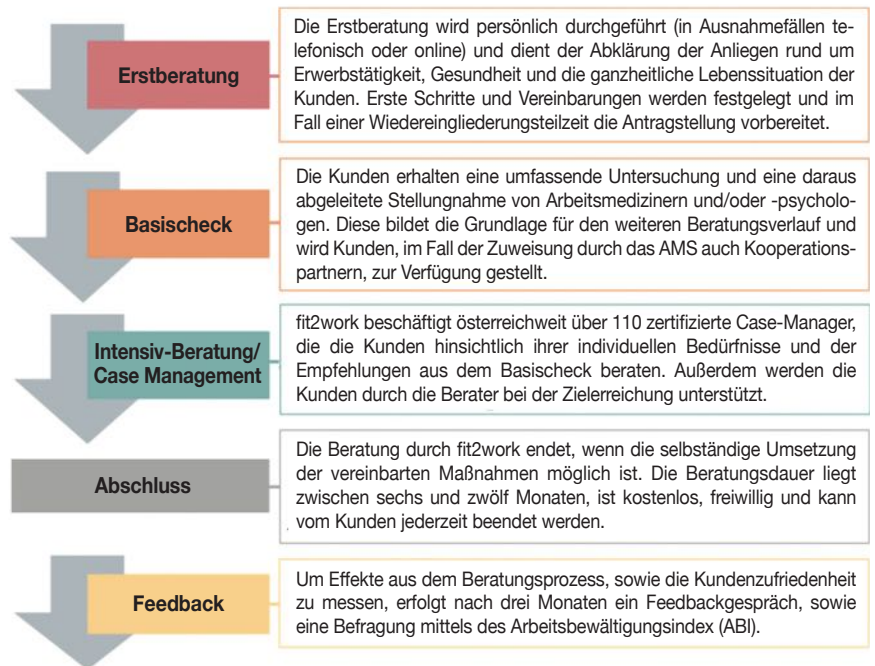 Erstberatung
Die Erstberatung wird persönlich durchgeführt (in Ausnahmefällen te-
lefonisch oder online) und dient der Abklärung der Anliegen rund um
Erwerbstätigkeit, Gesundheit und die ganzheitliche Lebenssituation der
Kunden. Erste Schritte und Vereinbarungen werden festgelegt und im
Fall einer Wiedereingliederungsteilzeit die Antragstellung vorbereitet.
Basischeck
Die Kunden erhalten eine umfassende Untersuchung und eine daraus
abgeleitete Stellungnahme von Arbeitsmedizinern und/oder -psycholo-
gen. Diese bildet die Grundlage für den weiteren Beratungsverlauf und
wird Kunden, im Fall der Zuweisung durch das AMS auch Kooperations-
partnern, zur Verfügung gestellt.
Intensiv-Beratung/
Case Management
fit2work beschäftigt österreichweit über 110 zertifizierte Case-Manager,
die die Kunden hinsichtlich ihrer individuellen Bedürfnisse und der
Empfehlungen aus dem Basischeck beraten. Außerdem werden die
Kunden durch die Berater bei der Zielerreichung unterstützt.
Abschluss
Die Beratung durch fit2work endet, wenn die selbständige Umsetzung
der vereinbarten Maßnahmen möglich ist. Die Beratungsdauer liegt
zwischen sechs und zwölf Monaten, ist kostenlos, freiwillig und kann
vom Kunden jederzeit beendet werden.
Feedback
Um Effekte aus dem Beratungsprozess, sowie die Kundenzufriedenheit
zu messen, erfolgt nach drei Monaten ein Feedbackgespräch, sowie
eine Befragung mittels des Arbeitsbewältigungsindex (ABI).